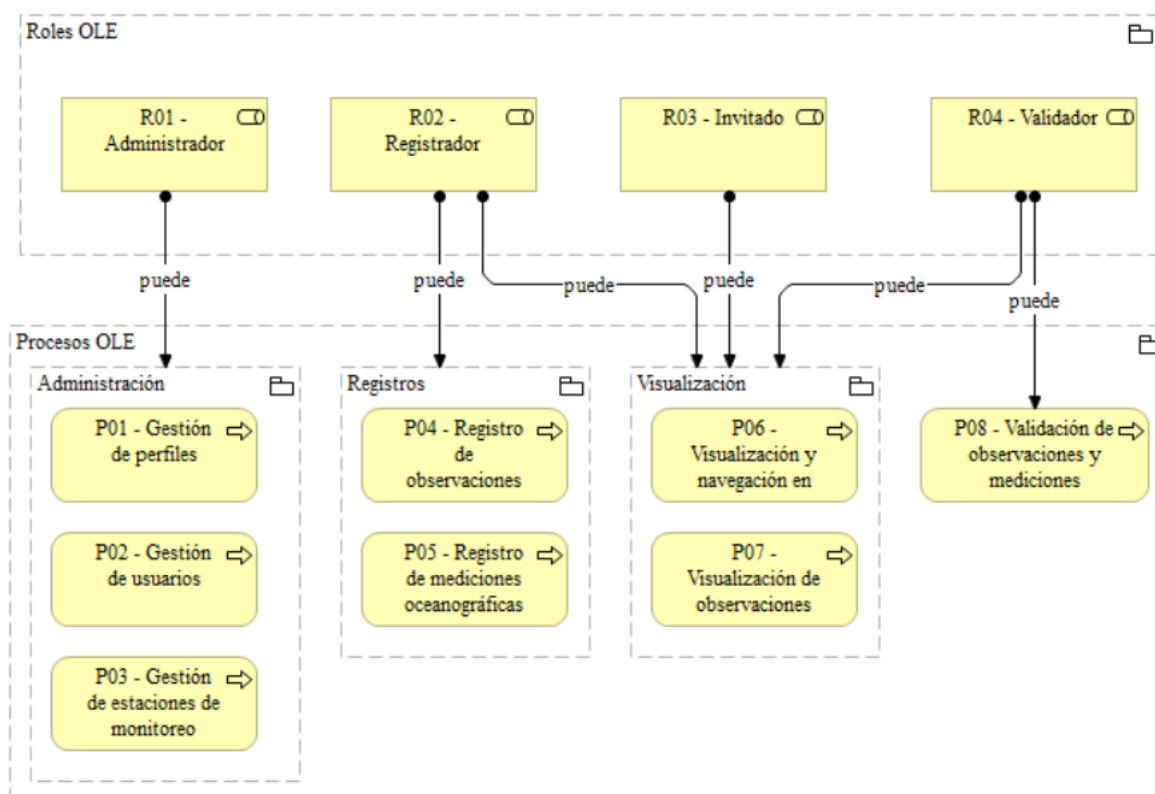 Roles OLE
R01 -
Administrador
R02 -
Registrador
R03 - Invitado
R04 - Validador
puede
puede
puede
puede
puede
puede
Procesos OLE
Administración
P01 - Gestión
de perfiles
P02 - Gestión
de usuarios
P03 - Gestión
de estaciones de
monitoreo
Registros
P04 - Registro
de
observaciones
P05 - Registro
de mediciones
oceanográficas
Visualización
P06 -
Visualización y
navegación en
P07 -
Visualización de
observaciones
P08 - Validación de
observaciones y
mediciones